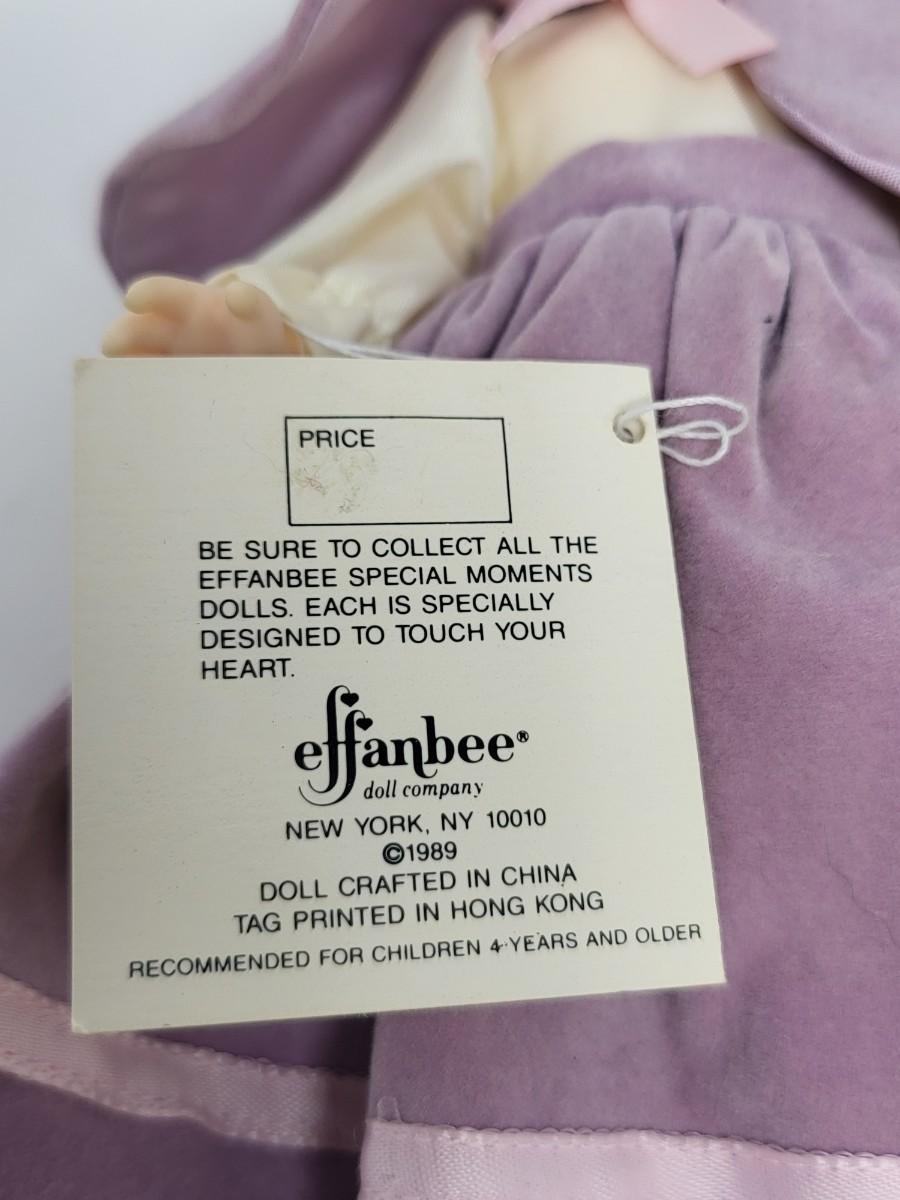 PRICE
BE SURE TO COLLECT ALL THE
EFFANBEE SPECIAL MOMENTS
DOLLS. EACH IS SPECIALLY
DESIGNED TO TOUCH YOUR
HEART.
effanbee®
doll company
NEW YORK, NY 10010
©1989
DOLL CRAFTED IN CHINA
TAG PRINTED IN HONG KONG
RECOMMENDED FOR CHILDREN 4 YEARS AND OLDER